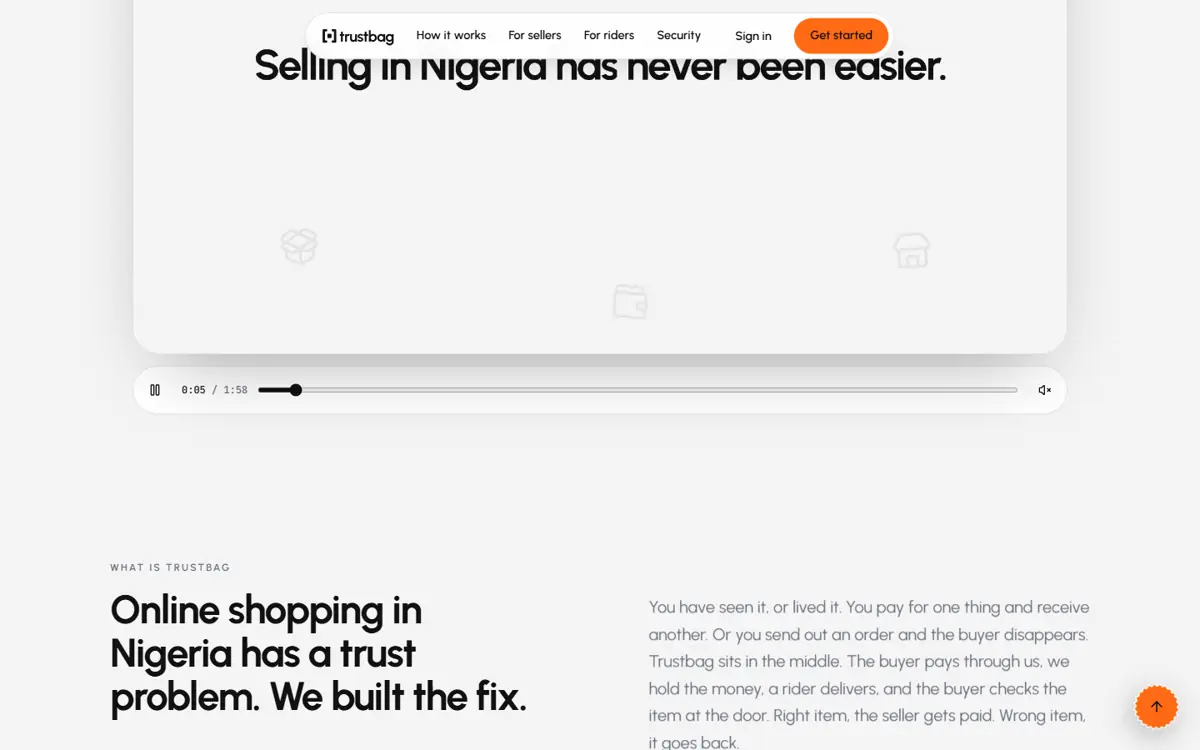 trustbag
How it works
For sellers
For riders
Security
Sign in
Get started
Selling in Nigeria has never been easier.
0:05 / 1:58
WHAT IS TRUSTBAG
Online shopping in
Nigeria has a trust
problem. We built the fix.
You have seen it, or lived it. You pay for one thing and receive
another. Or you send out an order and the buyer disappears.
Trustbag sits in the middle. The buyer pays through us, we
hold the money, a rider delivers, and the buyer checks the
item at the door. Right item, the seller gets paid. Wrong item,
it goes back.